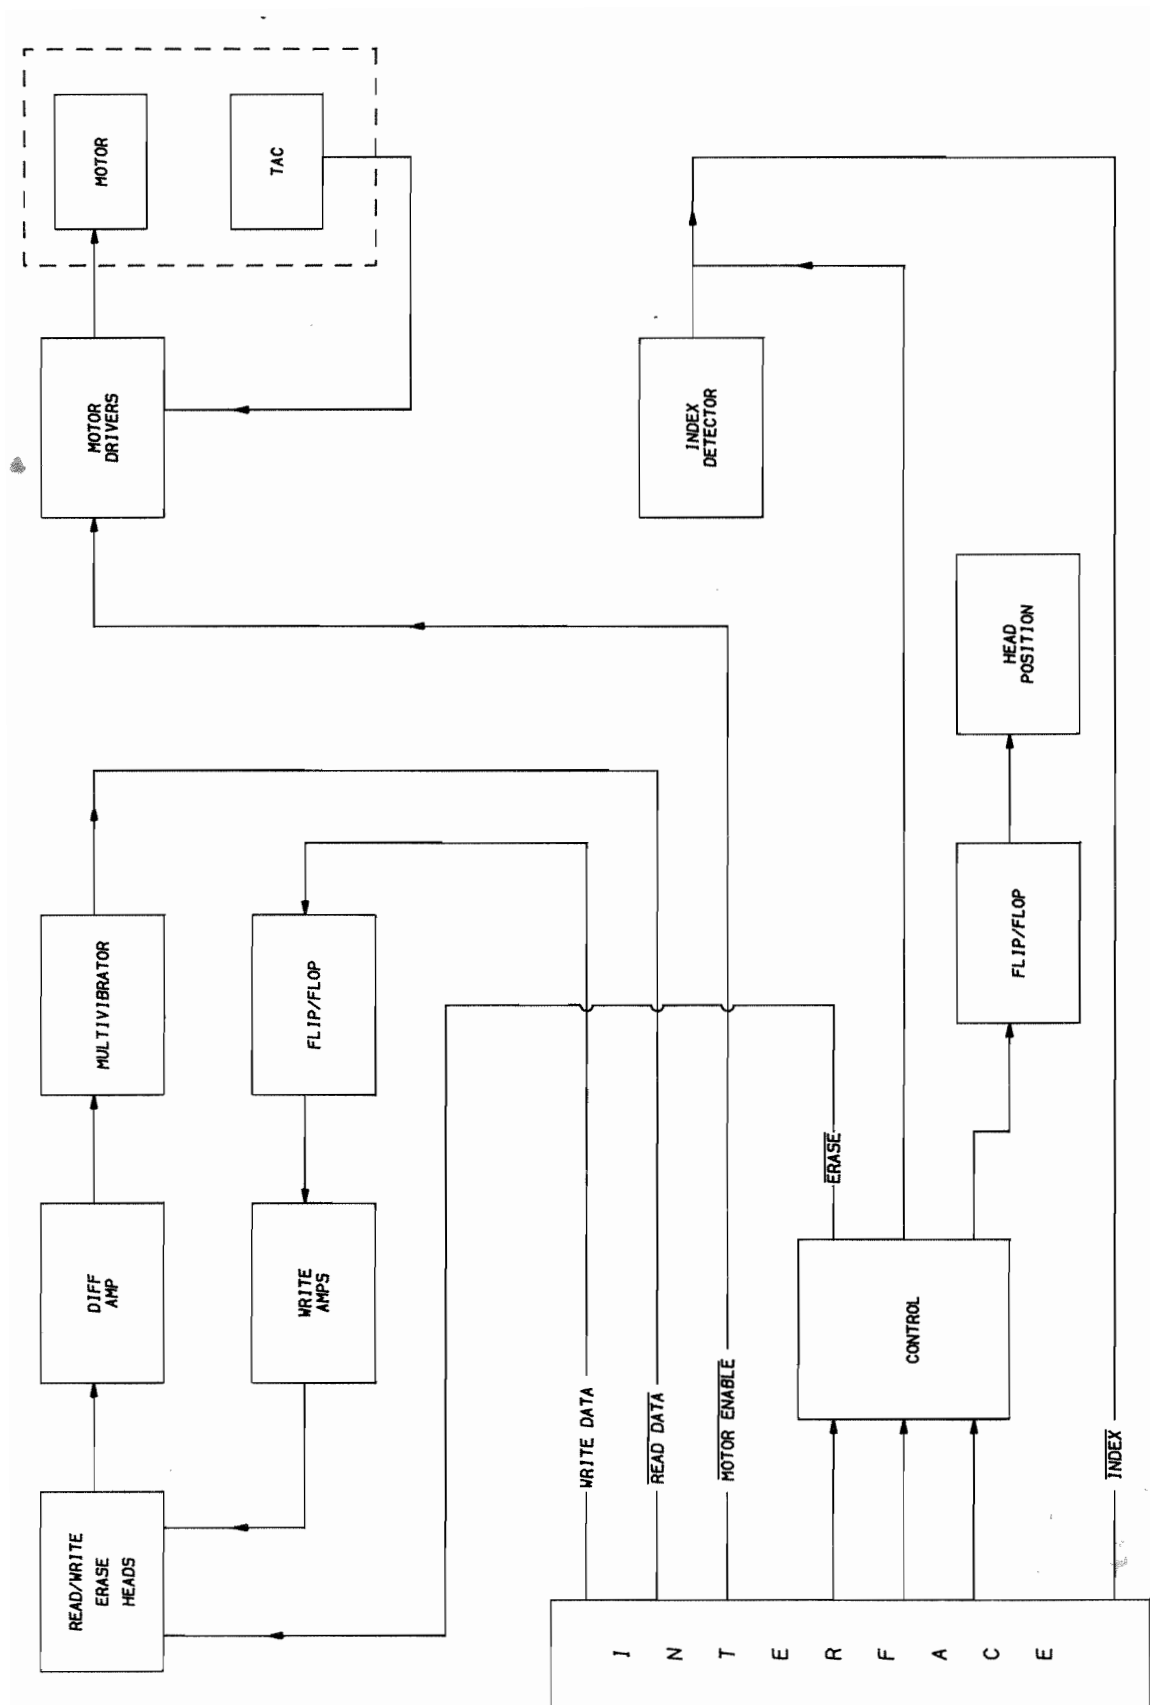 READ/WRITE
ERASE
HEADS
DIFF
AMP
MULTIVIBRATOR
MOTOR
DRIVERS
MOTOR
WRITE
AMPS
FLIP/FLOP
TAC
WRITE DATA
READ DATA
MOTOR ENABLE
INDEX
DETECTOR
ERASE
CONTROL
FLIP/FLOP
HEAD
POSITION
INDEX
INTERFACE